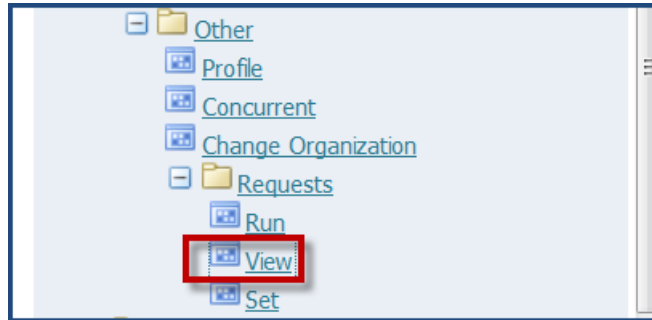 Other
Profile
Concurrent
Change Organization
Requests
Run
View
Set